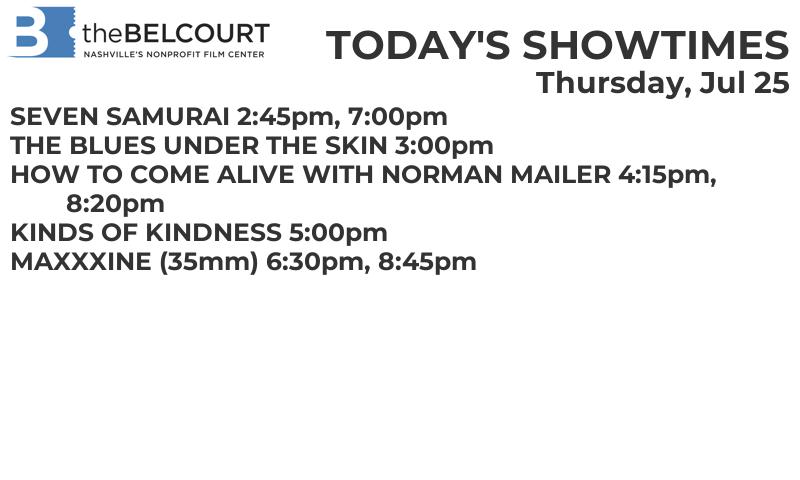 B theBELCOURT
NASHVILLE'S NONPROFIT FILM CENTER
TODAY'S SHOWTIMES
Thursday, Jul 25
SEVEN SAMURAI 2:45pm, 7:00pm
THE BLUES UNDER THE SKIN 3:00pm
HOW TO COME ALIVE WITH NORMAN MAILER 4:15pm,
8:20pm
KINDS OF KINDNESS 5:00pm
MAXXXINE (35mm) 6:30pm, 8:45pm